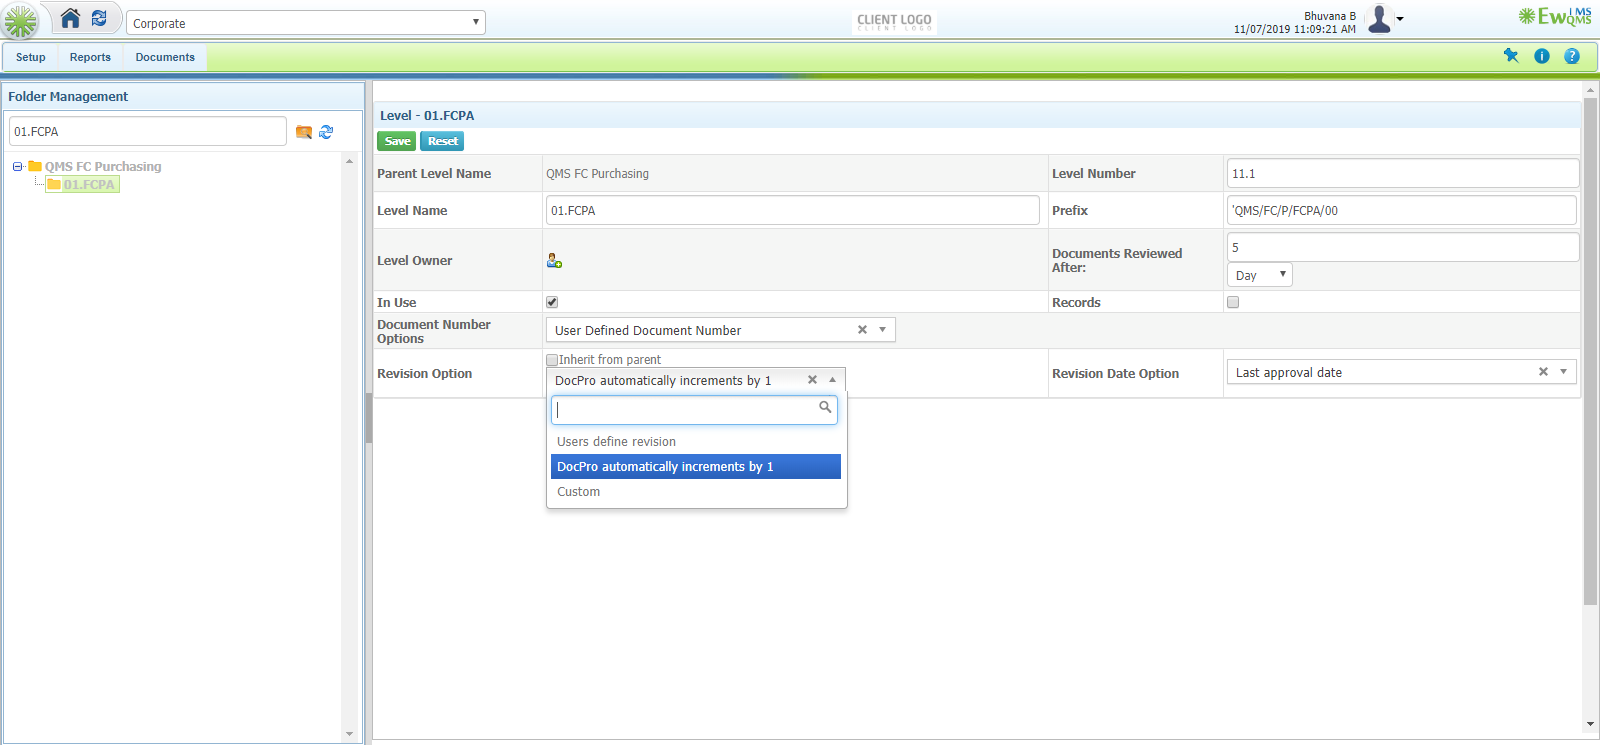 Corporate
CLIENT LOGO
CLIENT LOGO
Bhuvana B
11/07/2019 11:09:21 AM
EwQMS
LMS
Setup Reports Documents
Folder Management
01.FCPA
QMS FC Purchasing
01.FCPA
Level - 01.FCPA
Save Reset
Parent Level Name QMS FC Purchasing Level Number 11.1
Level Name 01.FCPA Prefix 'QMS/FC/P/FCPA/00
Level Owner Documents Reviewed After: 5
Day
In Use Records
Document Number Options User Defined Document Number
Inherit from parent
Revision Option DocPro automatically increments by 1 Revision Date Option Last approval date
Users define revision
DocPro automatically increments by 1
Custom